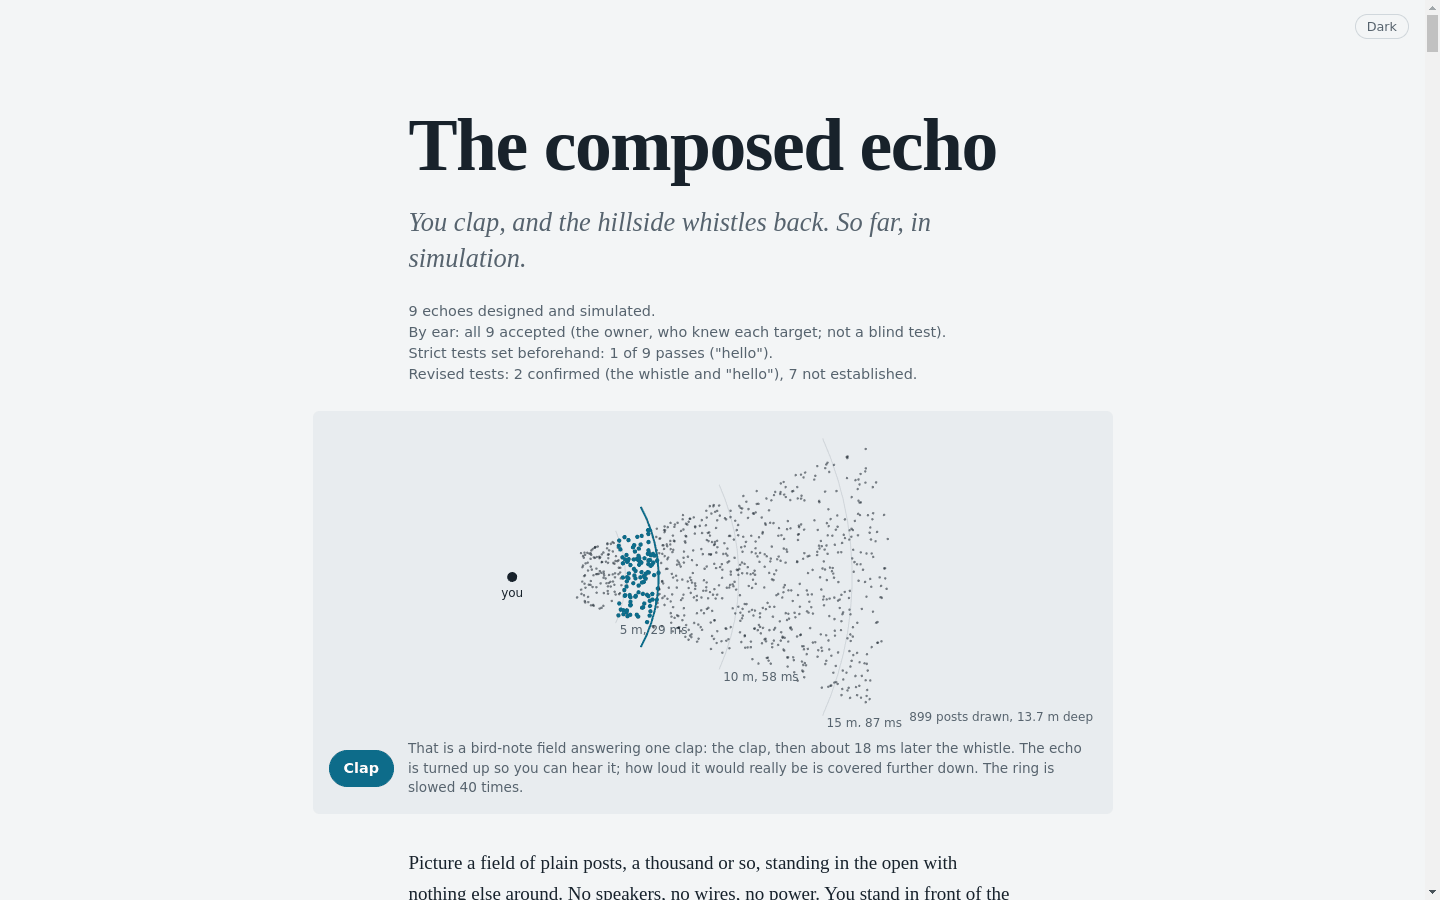 Dark
The composed echo
You clap, and the hillside whistles back. So far, in
simulation.
9 echoes designed and simulated.
By ear: all 9 accepted (the owner, who knew each target; not a blind test).
Strict tests set beforehand: 1 of 9 passes ("hello").
Revised tests: 2 confirmed (the whistle and "hello"), 7 not established.
you
5 m, 29 ms
10 m, 58 ms
15 m, 87 ms
899 posts drawn, 13.7 m deep
Clap
That is a bird-note field answering one clap: the clap, then about 18 ms later the whistle. The echo
is turned up so you can hear it; how loud it would really be is covered further down. The ring is
slowed 40 times.
Picture a field of plain posts, a thousand or so, standing in the open with
nothing else around. No speakers, no wires, no power. You stand in front of the